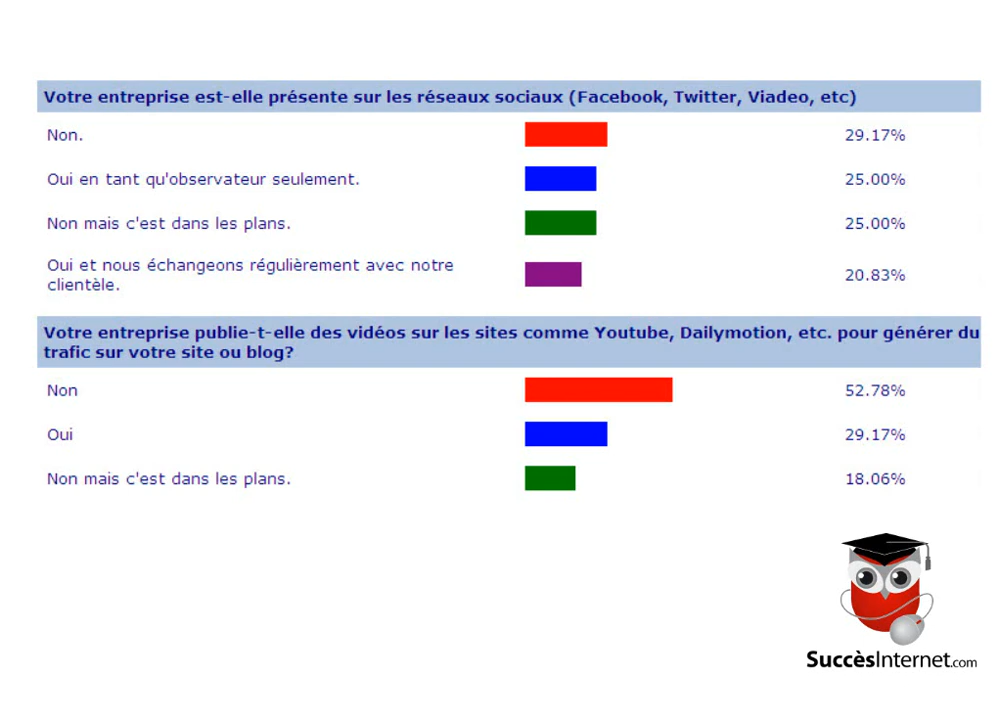 Votre entreprise est-elle présente sur les réseaux sociaux (Facebook, Twitter, Viadeo, etc)
Non. 29.17%
Oui en tant qu'observateur seulement. 25.00%
Non mais c'est dans les plans. 25.00%
Oui et nous échangeons régulièrement avec notre
clientèle. 20.83%
Votre entreprise publie-t-elle des vidéos sur les sites comme Youtube, Dailymotion, etc. pour générer du
trafic sur votre site ou blog?
Non 52.78%
Oui 29.17%
Non mais c'est dans les plans. 18.06%
SuccèsInternet.com